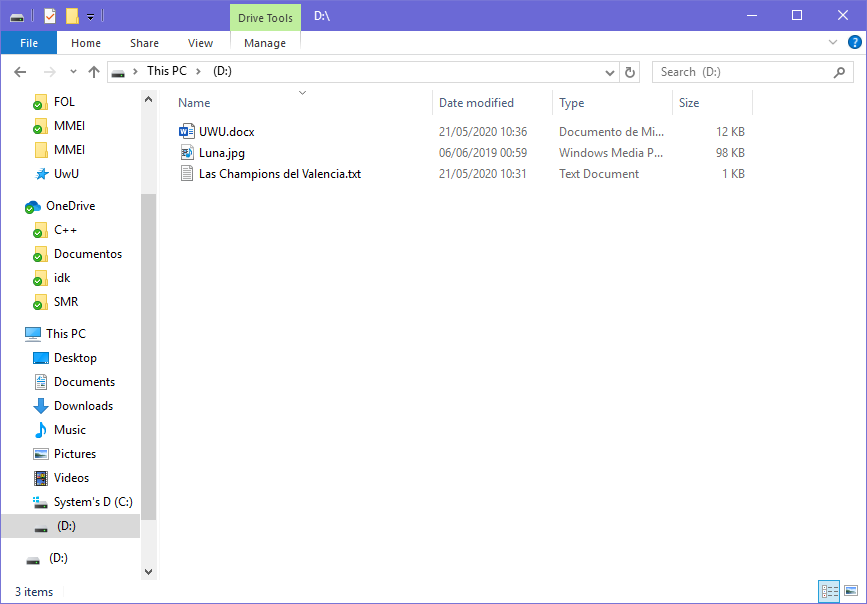 Drive Tools D:\
File Home Share View Manage
This PC (D:) Search (D:)
Name Date modified Type Size
UWU.docx 21/05/2020 10:36 Documento de Mi... 12 KB
Luna.jpg 06/06/2019 00:59 Windows Media P... 98 KB
Las Champions del Valencia.txt 21/05/2020 10:31 Text Document 1 KB
FOL
MMEI
MMEI
UwU
OneDrive
C++
Documentos
idk
SMR
This PC
Desktop
Documents
Downloads
Music
Pictures
Videos
System's D (C:)
(D:)
(D:)
3 items